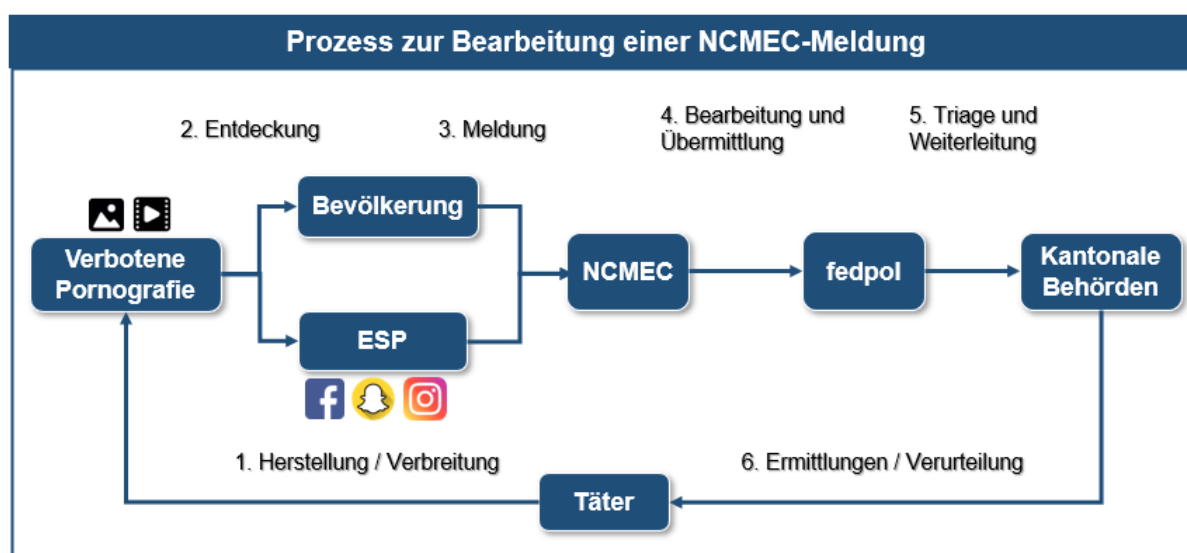 Prozess zur Bearbeitung einer NCMEC-Meldung
2. Entdeckung
3. Meldung
4. Bearbeitung und
Übermittlung
5. Triage und
Weiterleitung
Bevölkerung
Verbotene
Pornografie
NCMEC
fedpol
Kantonale
Behörden
ESP
1. Herstellung / Verbreitung
6. Ermittlungen / Verurteilung
Täter